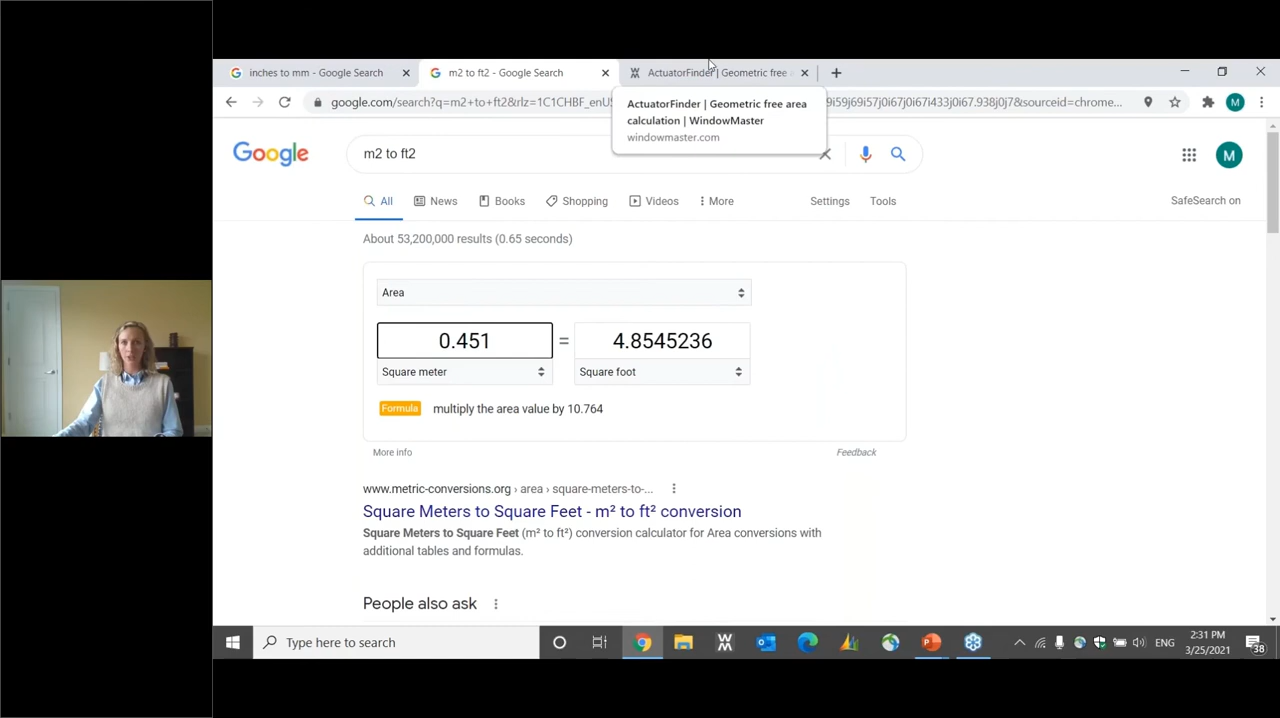 inches to mm - Google Search
m2 to ft2 - Google Search
ActuatorFinder | Geometric free
google.com/search?q=m2+to+ft2&rlz=1C1CHBF_enUS
9i59j69i57j0i67j0i67i433j0i67.938j0j7&sourceid=chrome...
M
ActuatorFinder | Geometric free area
calculation | WindowMaster
windowmaster.com
Google
m2 to ft2
M
All
News
Books
Shopping
Videos
More
Settings
Tools
SafeSearch on
About 53,200,000 results (0.65 seconds)
Area
0.451 = 4.8545236
Square meter
Square foot
Formula
multiply the area value by 10.764
More info
Feedback
www.metric-conversions.org › area › square-meters-to-...
Square Meters to Square Feet - m² to ft² conversion
Square Meters to Square Feet (m² to ft²) conversion calculator for Area conversions with
additional tables and formulas.
People also ask
Type here to search
ENG
2:31 PM
3/25/2021
38